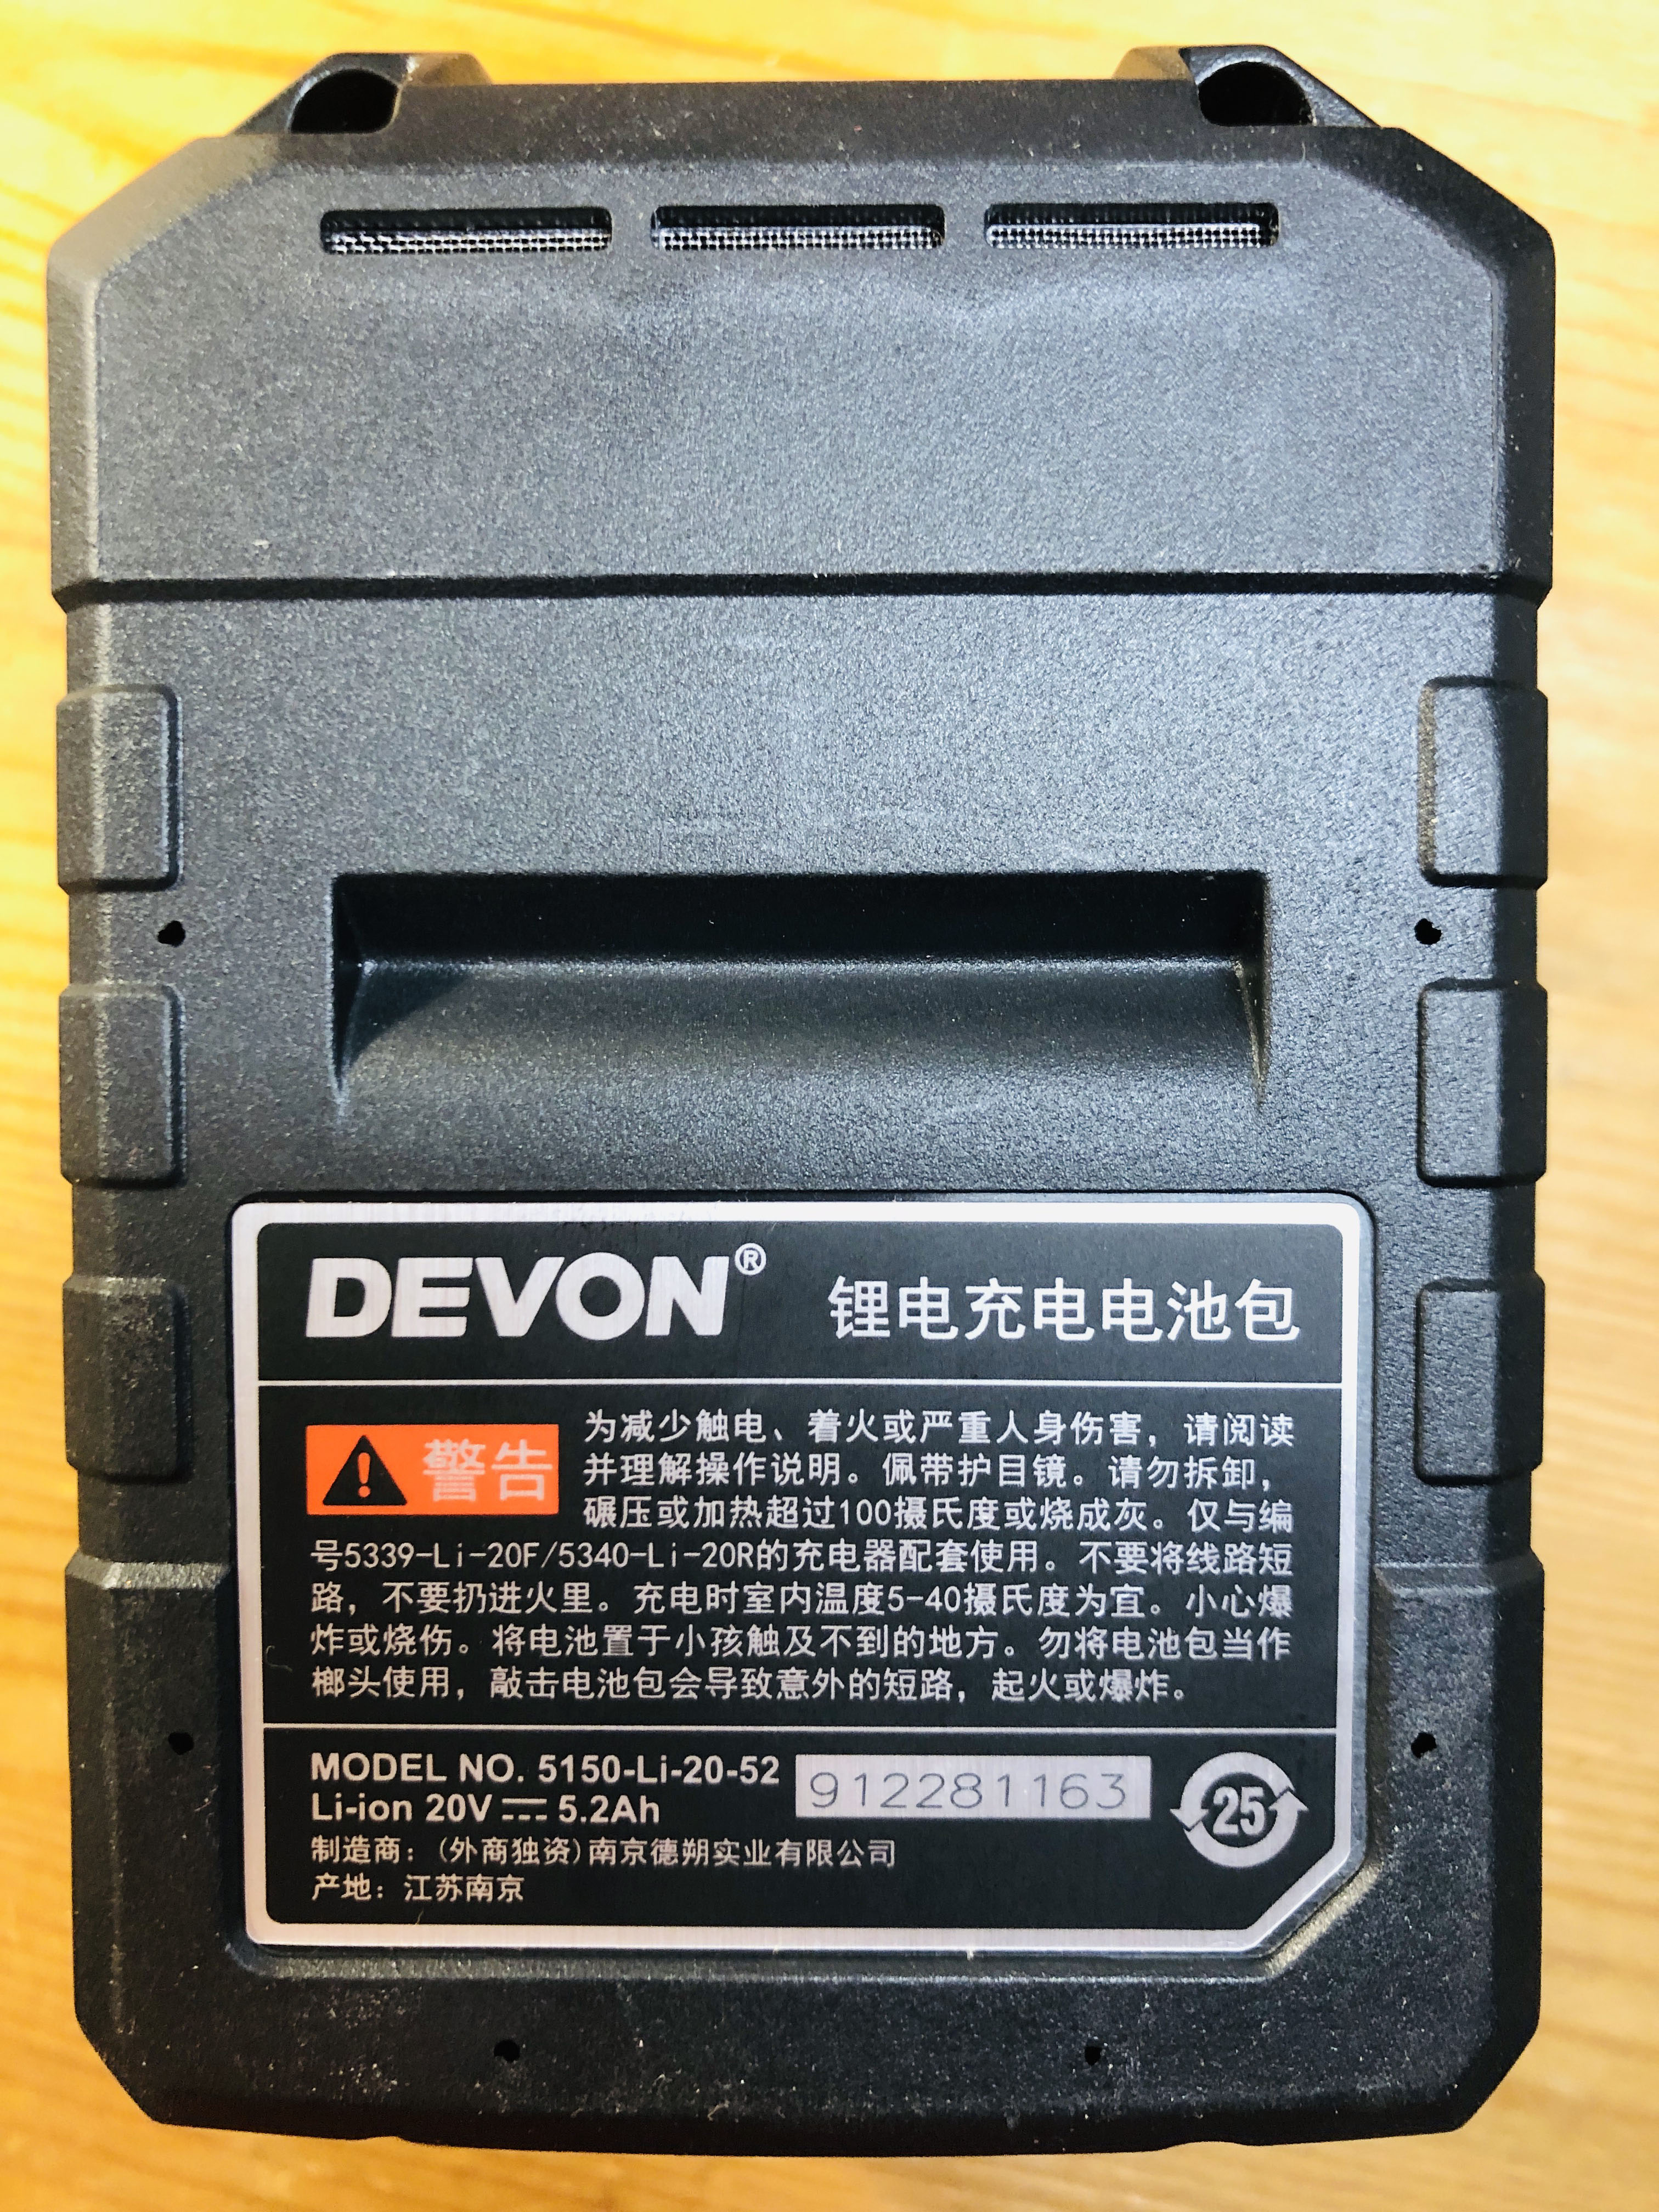 DEVON® 锂电充电电池包
警告
为减少触电、着火或严重人身伤害，请阅读
并理解操作说明。佩带护目镜。请勿拆卸，
碾压或加热超过100摄氏度或烧成灰。仅与编
号5339-Li-20F/5340-Li-20R的充电器配套使用。不要将线路短
路，不要扔进火里。充电时室内温度5-40摄氏度为宜。小心爆
炸或烧伤。将电池置于小孩触及不到的地方。勿将电池包当作
榔头使用，敲击电池包会导致意外的短路，起火或爆炸。
MODEL NO. 5150-Li-20-52
Li-ion 20V ⎓ 5.2Ah
912281163
25
制造商：(外商独资)南京德朔实业有限公司
产地：江苏南京